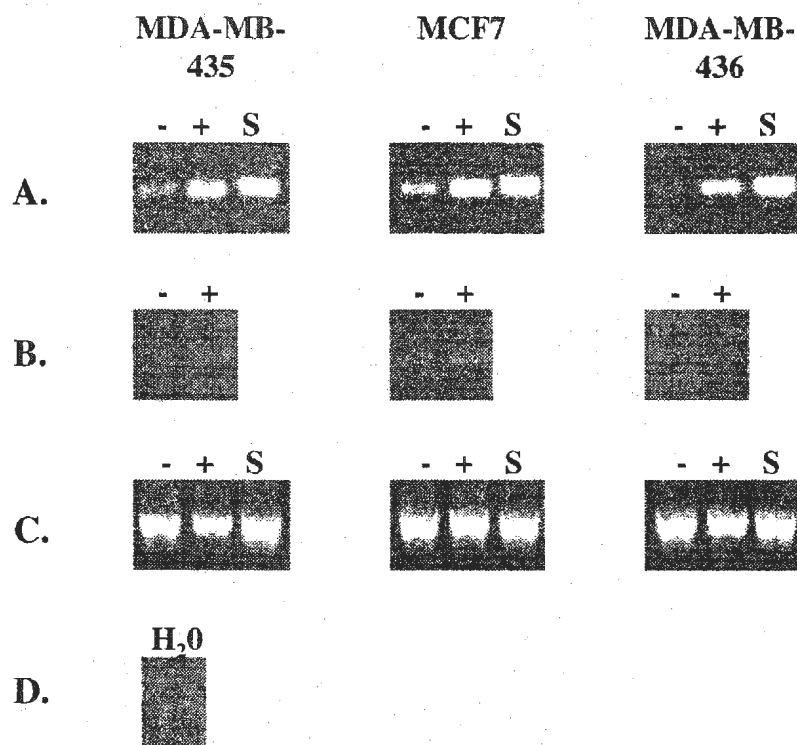 MDA-MB-
435
MCF7
MDA-MB-
436
A.
- + S
- + S
- + S
B.
- +
- +
- +
C.
- + S
- + S
- + S
D.
H₂0